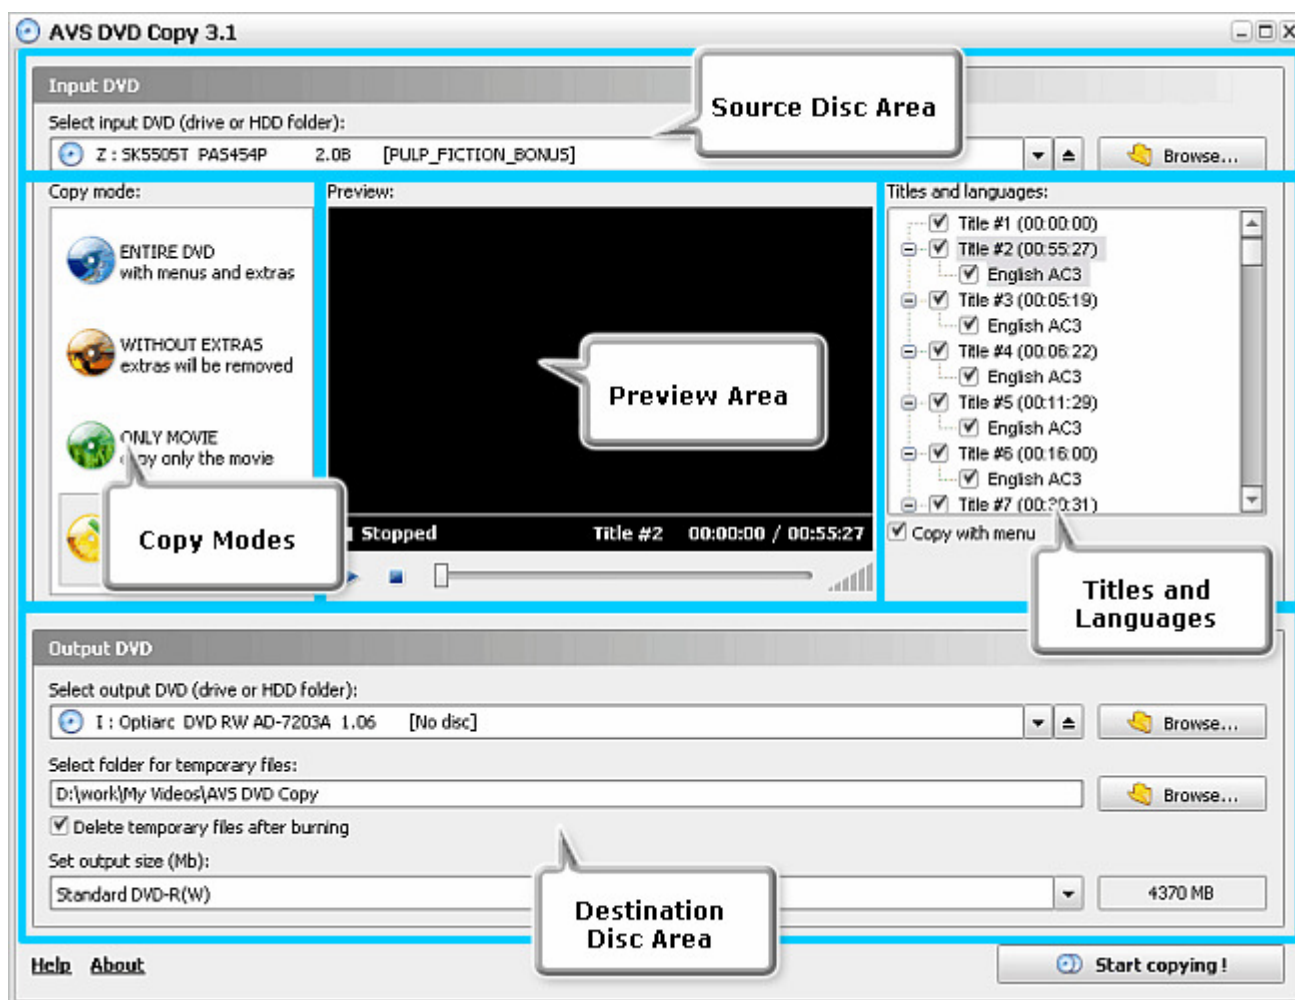 AVS DVD Copy 3.1
Input DVD
Source Disc Area
Select input DVD (drive or HDD folder):
Z : SK5505T PAS454P 2.0B [PULP_FICTION_BONUS]
Browse...
Copy mode:
ENTIRE DVD
with menus and extras
WITHOUT EXTRAS
extras will be removed
ONLY MOVIE
copy only the movie
Copy Modes
Preview:
Preview Area
Stopped Title #2 00:00:00 / 00:55:27
Titles and languages:
Title #1 (00:00:00)
Title #2 (00:55:27)
English AC3
Title #3 (00:05:19)
English AC3
Title #4 (00:06:22)
English AC3
Title #5 (00:11:29)
English AC3
Title #6 (00:16:00)
English AC3
Title #7 (00:30:31)
Copy with menu
Titles and
Languages
Output DVD
Select output DVD (drive or HDD folder):
I : Optiarc DVD RW AD-7203A 1.06 [No disc]
Browse...
Select folder for temporary files:
D:\work\My Videos\AVS DVD Copy
Browse...
Delete temporary files after burning
Set output size (Mb):
Standard DVD-R(W)
4370 MB
Destination
Disc Area
Help About
Start copying !